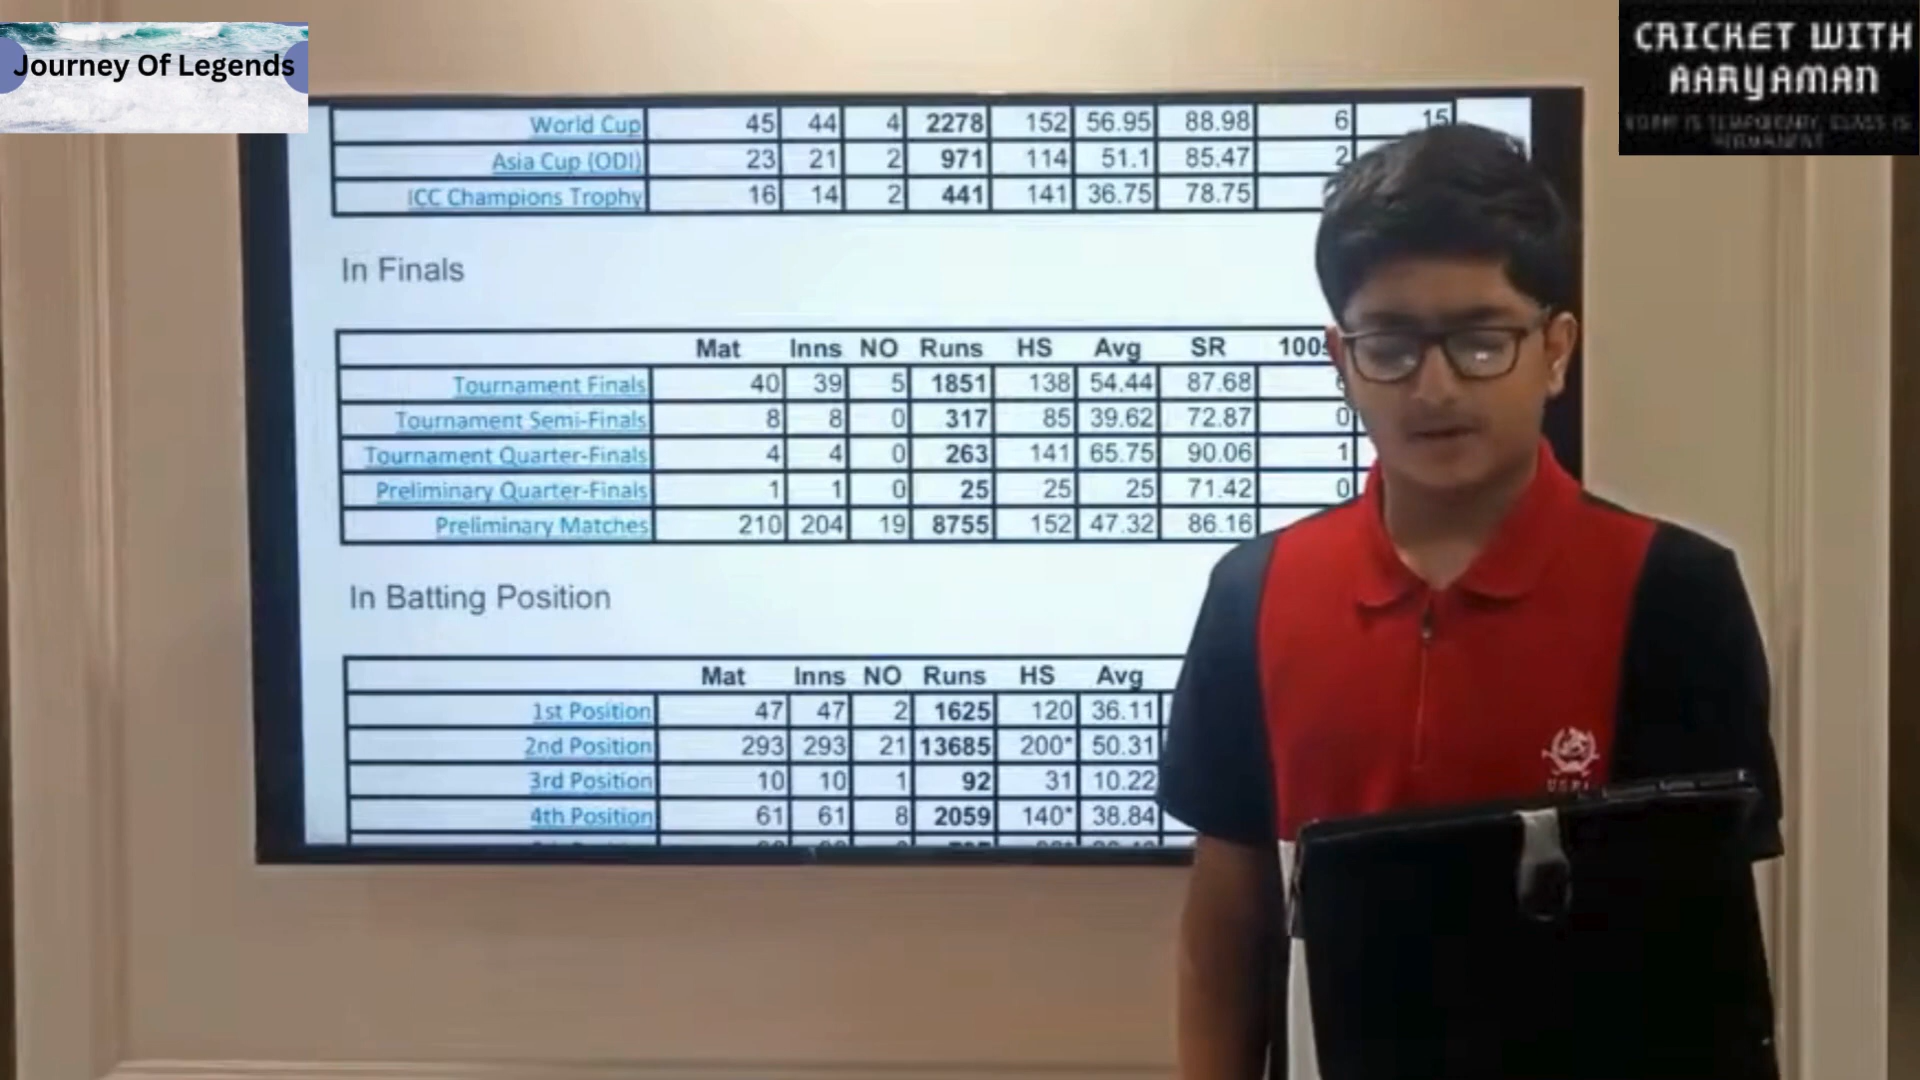 Journey Of Legends
CRICKET WITH
AARYAMAN
World Cup 45 44 4 2278 152 56.95 88.98 6 15
Asia Cup (ODI) 23 21 2 971 114 51.1 85.47 2
ICC Champions Trophy 16 14 2 441 141 36.75 78.75
In Finals
Mat Inns NO Runs HS Avg SR 100s
Tournament Finals 40 39 5 1851 138 54.44 87.68
Tournament Semi-Finals 8 8 0 317 85 39.62 72.87 0
Tournament Quarter-Finals 4 4 0 263 141 65.75 90.06 1
Preliminary Quarter-Finals 1 1 0 25 25 25 71.42 0
Preliminary Matches 210 204 19 8755 152 47.32 86.16
In Batting Position
Mat Inns NO Runs HS Avg
1st Position 47 47 2 1625 120 36.11
2nd Position 293 293 21 13685 200* 50.31
3rd Position 10 10 1 92 31 10.22
4th Position 61 61 8 2059 140* 38.84